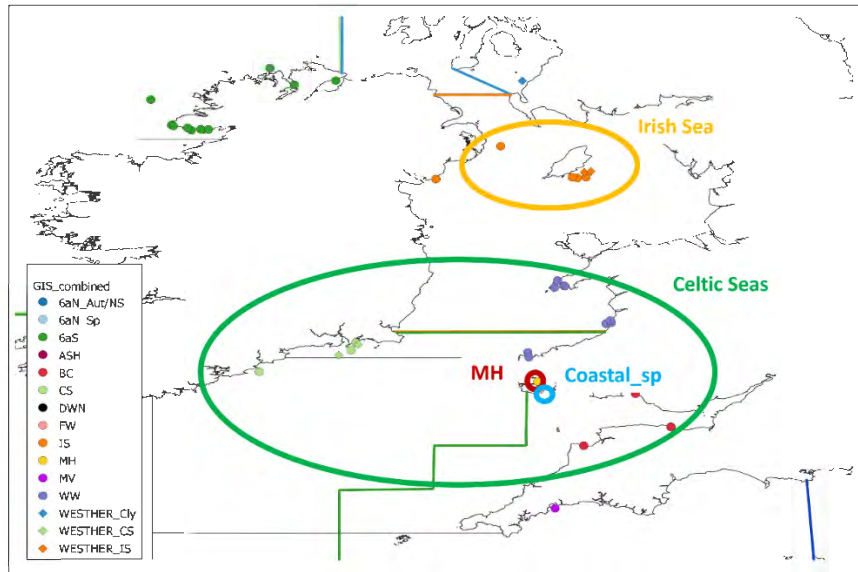 Irish Sea
Celtic Seas
MH
Coastal_sp
GIS_combined
6aN_Aut/NS
6aN_Sp
6aS
ASH
BC
CS
DWN
FW
IS
MH
MV
WW
WESTHER_Cly
WESTHER_CS
WESTHER_IS